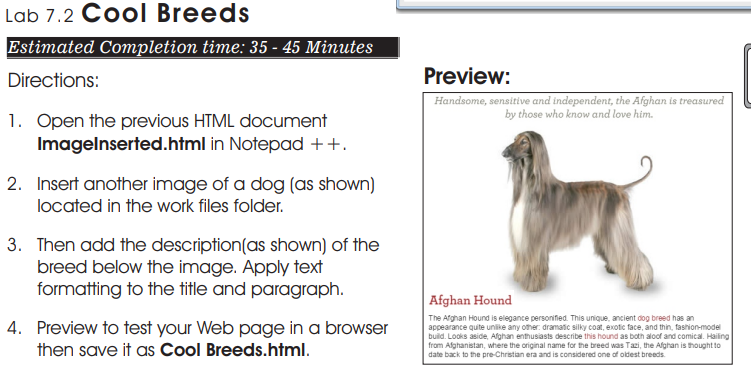 Lab 7.2 Cool Breeds
Estimated Completion time: 35 - 45 Minutes
Directions:
1. Open the previous HTML document
ImageInserted.html in Notepad ++.
2. Insert another image of a dog (as shown)
located in the work files folder.
3. Then add the description(as shown) of the
breed below the image. Apply text
formatting to the title and paragraph.
4. Preview to test your Web page in a browser
then save it as Cool Breeds.html.
Preview:
Handsome, sensitive and independent, the Afghan is treasured
by those who know and love him.
Afghan Hound
The Afghan Hound is elegance personified. This unique, ancient dog breed has an
appearance quite unlike any other: dramatic silky coat, exotic face, and thin, fashion-model
build. Looks aside, Afghan enthusiasts describe this hound as both aloof and comical. Hailing
from Afghanistan, where the original name for the breed was Tazi, the Afghan is thought to
date back to the pre-Christian era and is considered one of oldest breeds.